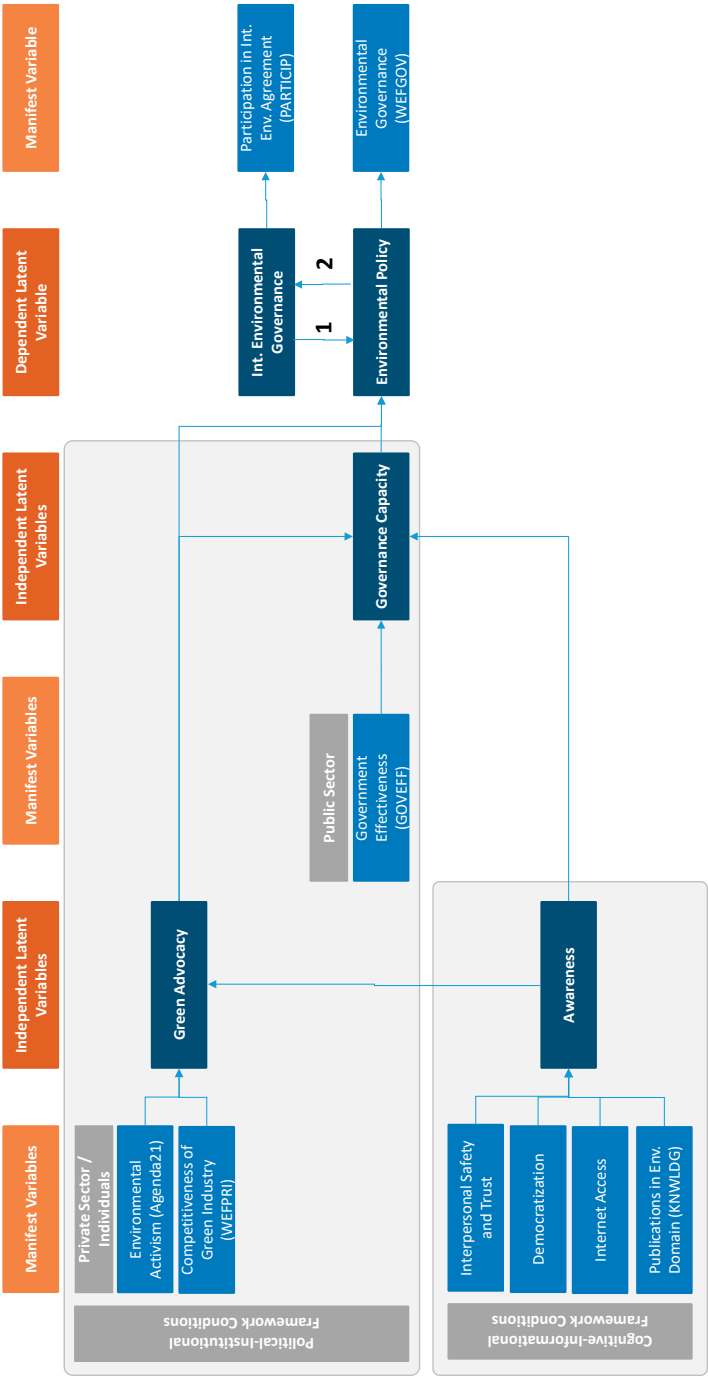 Manifest Variables
Independent Latent
Variables
Manifest Variables
Independent Latent
Variables
Dependent Latent
Variable
Manifest Variable
Political-Institutional
Framework Conditions
Private Sector /
Individuals
Environmental
Activism (Agenda21)
Competitiveness of
Green Industry
(WEFPRI)
Green Advocacy
Public Sector
Government
Effectiveness
(GOVEFF)
Governance Capacity
Int. Environmental
Governance
1
2
Environmental Policy
Participation in Int.
Env. Agreement
(PARTICIP)
Environmental
Governance
(WEFGOV)
Cognitive-Informational
Framework Conditions
Interpersonal Safety
and Trust
Democratization
Internet Access
Publications in Env.
Domain (KNWLDG)
Awareness